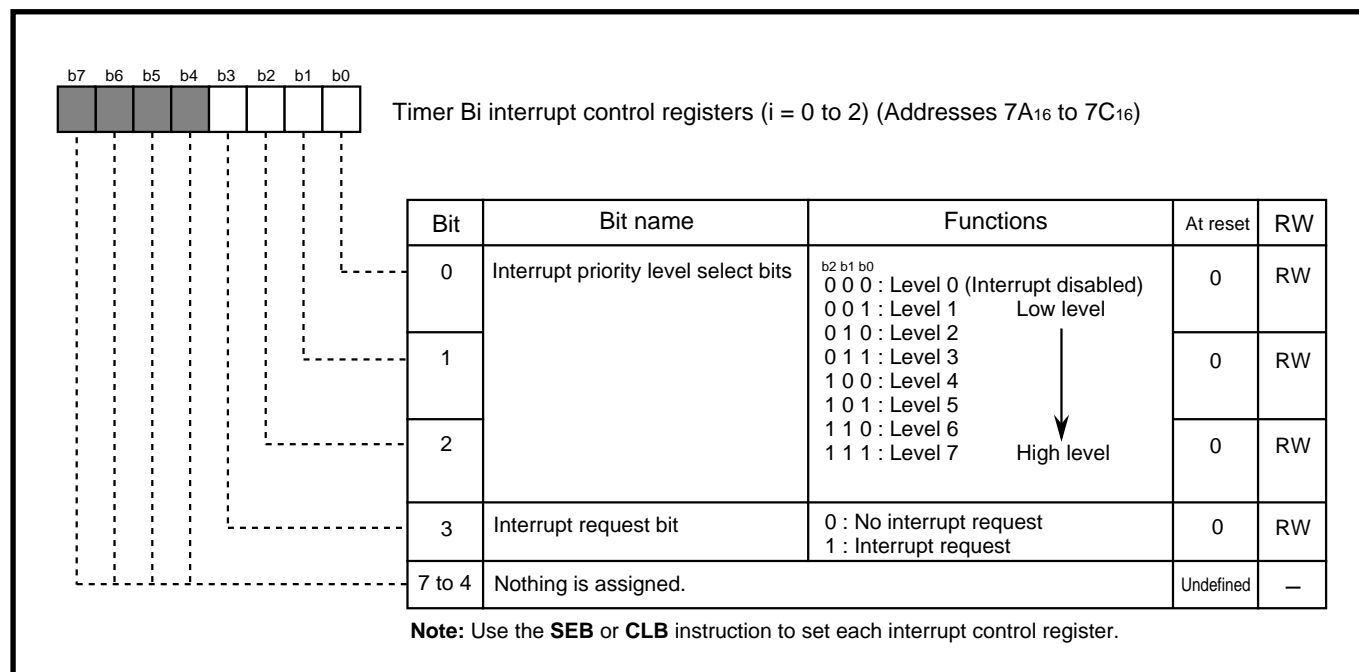 b7 b6 b5 b4 b3 b2 b1 b0
Timer Bi interrupt control registers (i = 0 to 2) (Addresses 7A16 to 7C16)
Bit Bit name Functions At reset RW
0 Interrupt priority level select bits b2 b1 b0 0 RW
0 0 0 : Level 0 (Interrupt disabled)
0 0 1 : Level 1 Low level
0 1 0 : Level 2
1 0 1 1 : Level 3 0 RW
1 0 0 : Level 4
1 0 1 : Level 5
2 1 1 0 : Level 6 0 RW
1 1 1 : Level 7 High level
3 Interrupt request bit 0 : No interrupt request 0 RW
1 : Interrupt request
7 to 4 Nothing is assigned. Undefined –
Note: Use the SEB or CLB instruction to set each interrupt control register.